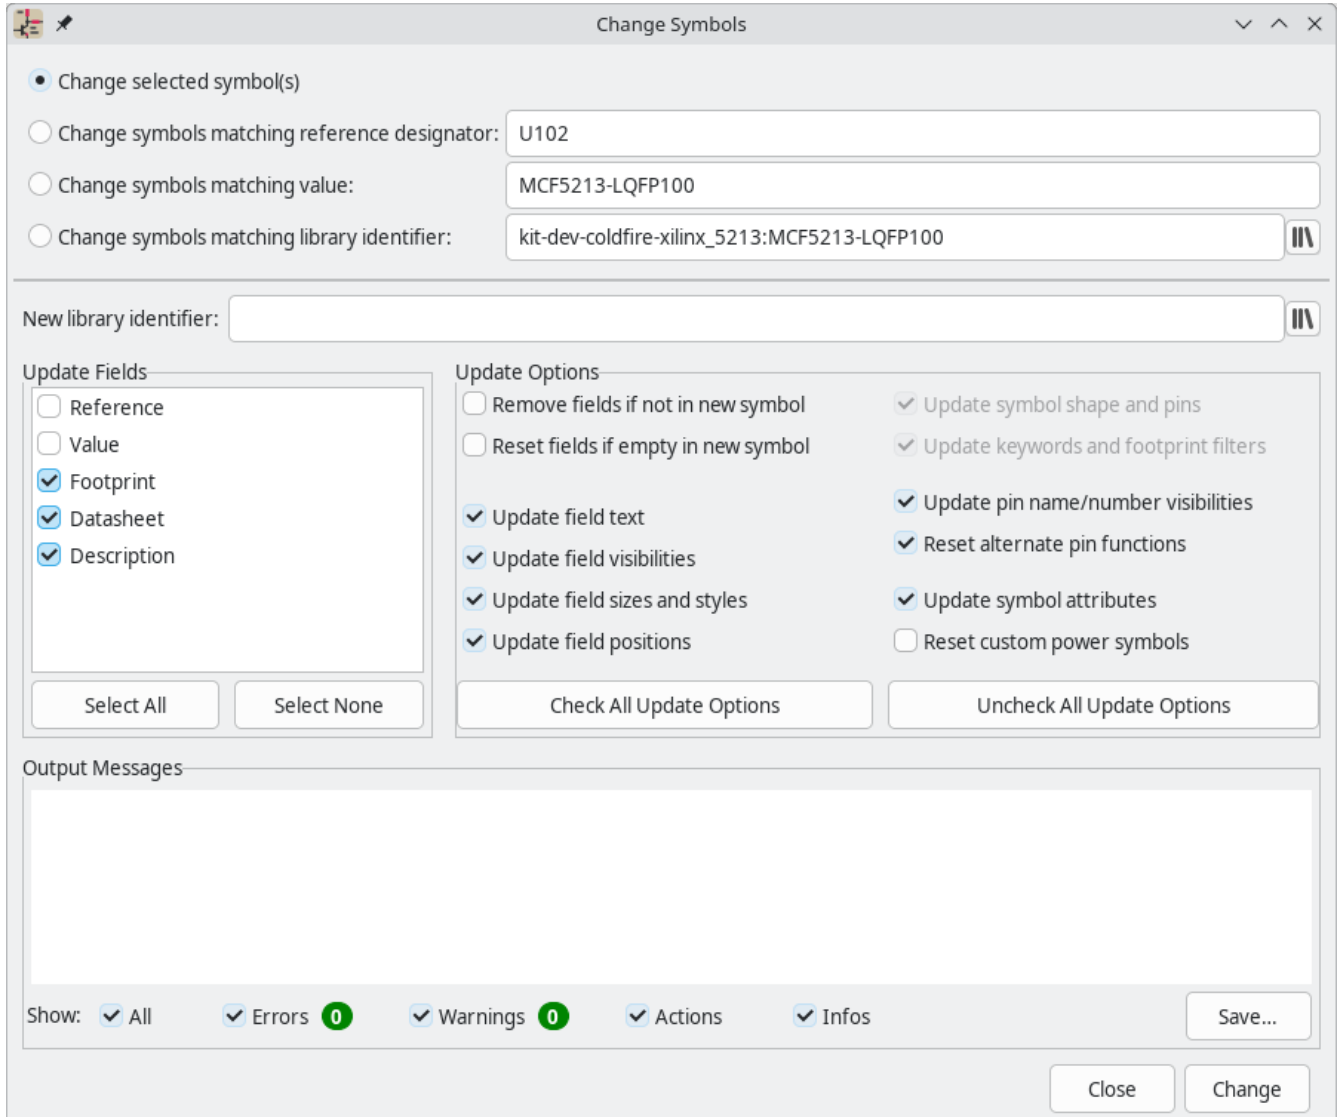 Change Symbols
Change selected symbol(s)
Change symbols matching reference designator: U102
Change symbols matching value: MCF5213-LQFP100
Change symbols matching library identifier: kit-dev-coldfire-xilinx_5213:MCF5213-LQFP100
New library identifier:
Update Fields
Reference
Value
Footprint
Datasheet
Description
Select All Select None
Update Options
Remove fields if not in new symbol
Reset fields if empty in new symbol
Update field text
Update field visibilities
Update field sizes and styles
Update field positions
Update symbol shape and pins
Update keywords and footprint filters
Update pin name/number visibilities
Reset alternate pin functions
Update symbol attributes
Reset custom power symbols
Check All Update Options Uncheck All Update Options
Output Messages
Show: All Errors 0 Warnings 0 Actions Infos Save...
Close Change